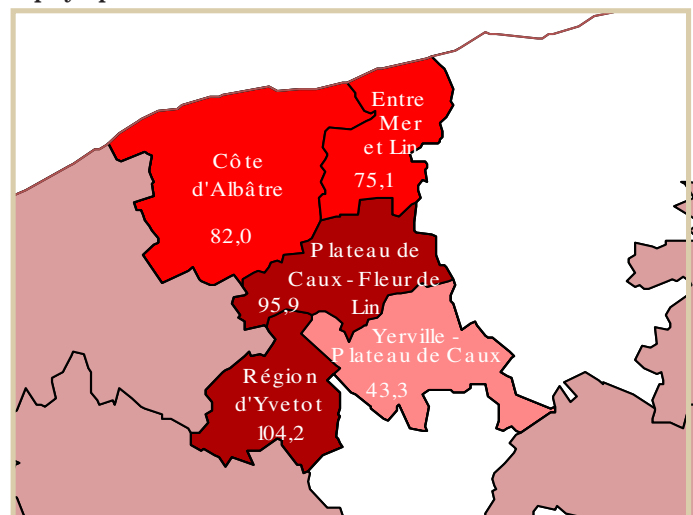 Entre
Mer
et Lin
75,1
Côte
d'Albâtre
82,0
Plateau de
Caux - Fleur de
Lin
95,9
Yerville -
Plateau de Caux
43,3
Région
d'Yvetot
104,2